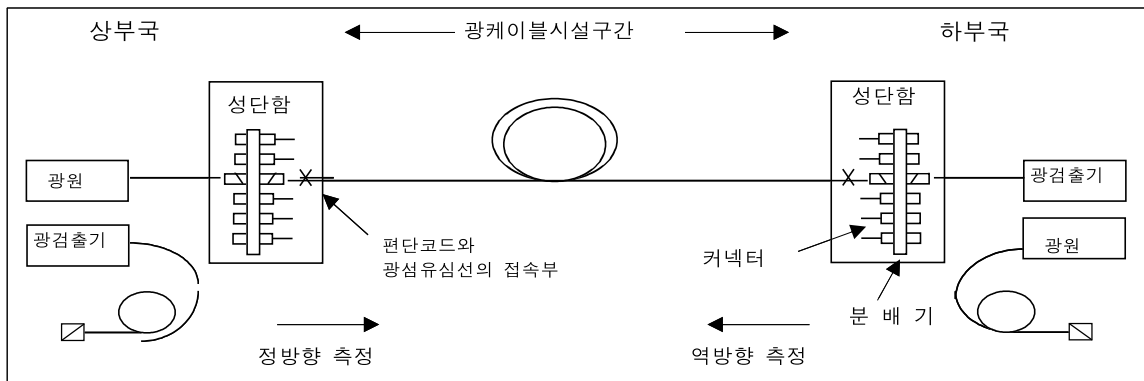 상부국
광케이블시설구간
하부국
성단함
성단함
광원
광검출기
광검출기
광원
편단코드와
광섬유심선의 접속부
커넥터
분 배 기
정방향 측정
역방향 측정